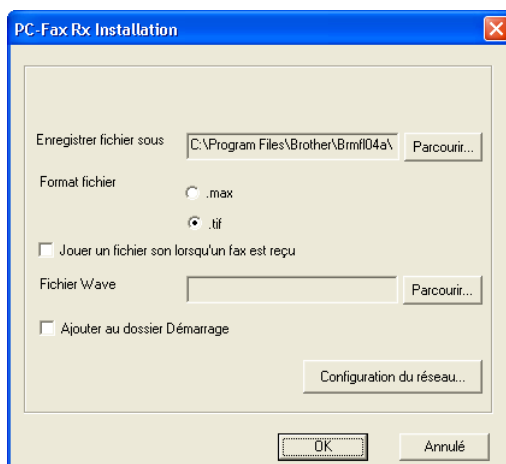 PC-Fax Rx Installation
Enregistrer fichier sous C:\Program Files\Brother\Brmfl04a\ Parcourir...
Format fichier
.max
.tif
Jouer un fichier son lorsqu'un fax est reçu
Fichier Wave Parcourir...
Ajouter au dossier Démarrage
Configuration du réseau...
OK Annulé